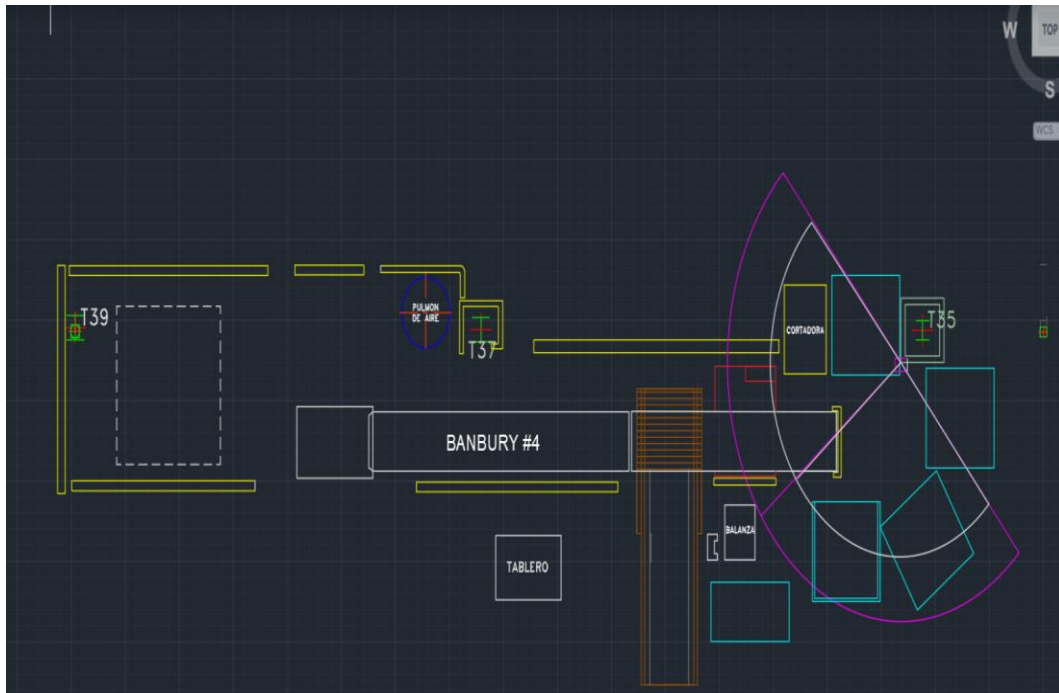 W
TOP
S
WCS
T39
PULMON
DE AIRE
T37
CORTADORA
T35
BANBURY #4
BALANZA
TABLERO